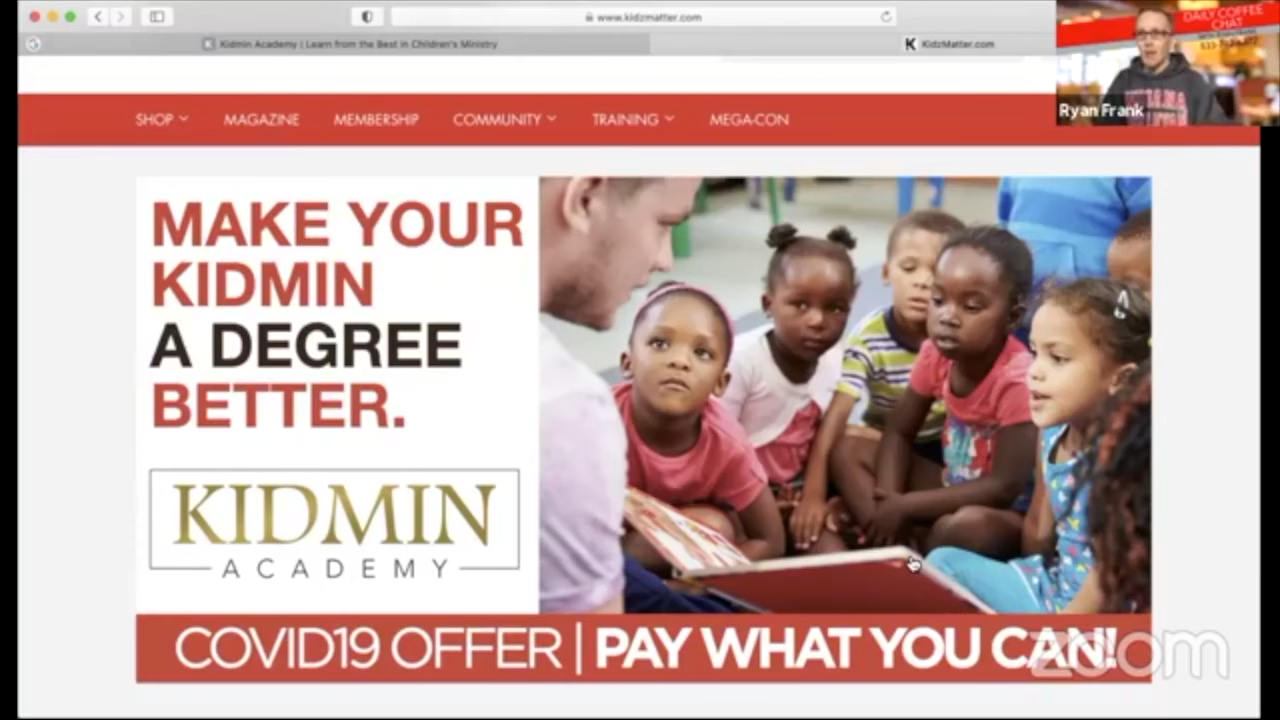 www.kidzmatter.com
Kidmin Academy | Learn from the Best in Children's Ministry
KidzMatter.com
DAILY COFFEE
CHAT
Ryan Frank
SHOP
MAGAZINE
MEMBERSHIP
COMMUNITY
TRAINING
MEGA-CON
MAKE YOUR
KIDMIN
A DEGREE
BETTER.
KIDMIN
ACADEMY
COVID19 OFFER | PAY WHAT YOU CAN!
zoom